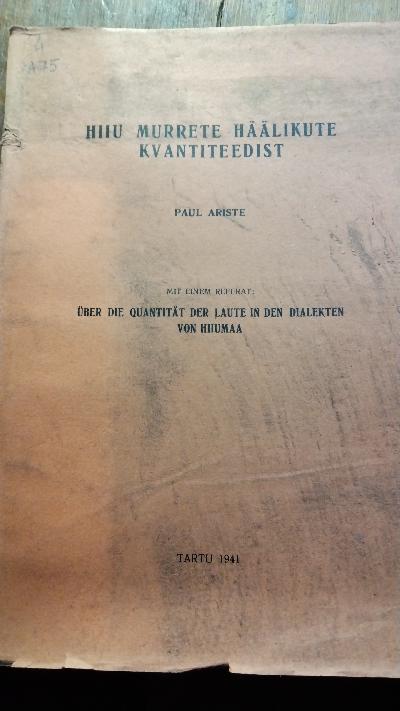 A75
HIIU MURRETE HÄÄLIKUTE
KVANTITEEDIST
PAUL ARISTE
MIT EINEM REFERAT:
ÜBER DIE QUANTITÄT DER LAUTE IN DEN DIALEKTEN
VON HIIUMAA
TARTU 1941